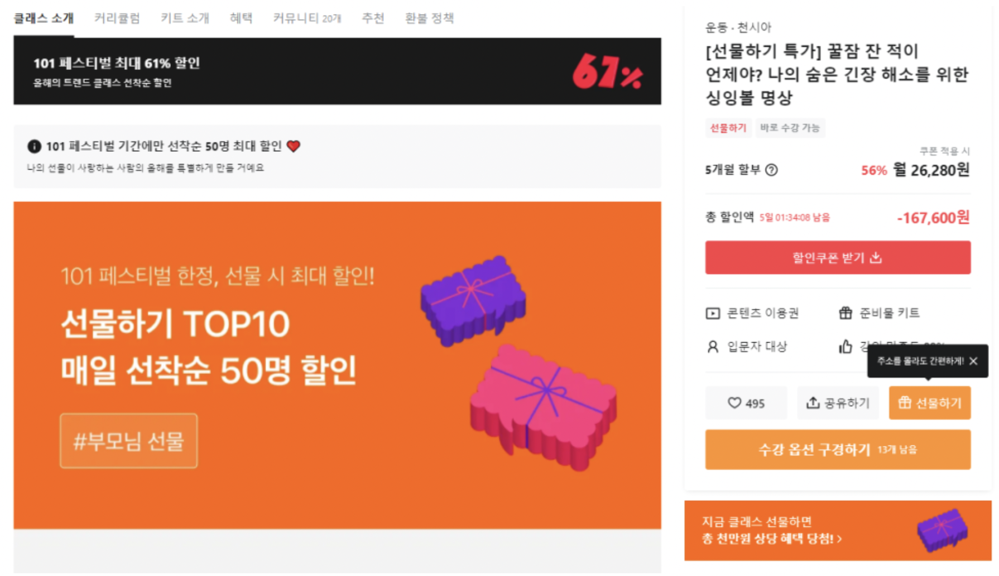 클래스 소개 커리큘럼 키트 소개 혜택 커뮤니티 20개 추천 환불 정책
101 페스티벌 최대 61% 할인
올해의 트렌드 클래스 선착순 할인
61%
101 페스티벌 기간에만 선착순 50명 최대 할인 ❤️
나의 선물이 사랑하는 사람의 올해를 특별하게 만들 거예요
101 페스티벌 한정, 선물 시 최대 할인!
선물하기 TOP10
매일 선착순 50명 할인
#부모님 선물
운동 · 천시아
[선물하기 특가] 꿀잠 잔 적이
언제야? 나의 숨은 긴장 해소를 위한
싱잉볼 명상
선물하기 바로 수강 가능
쿠폰 적용 시
5개월 할부 56% 월 26,280원
총 할인액 5일 01:34:08 남음 -167,600원
할인쿠폰 받기
콘텐츠 이용권 준비물 키트
입문자 대상
주소를 몰라도 간편하게!
495 공유하기 선물하기
수강 옵션 구경하기 13개 남음
지금 클래스 선물하면
총 천만원 상당 혜택 당첨! >